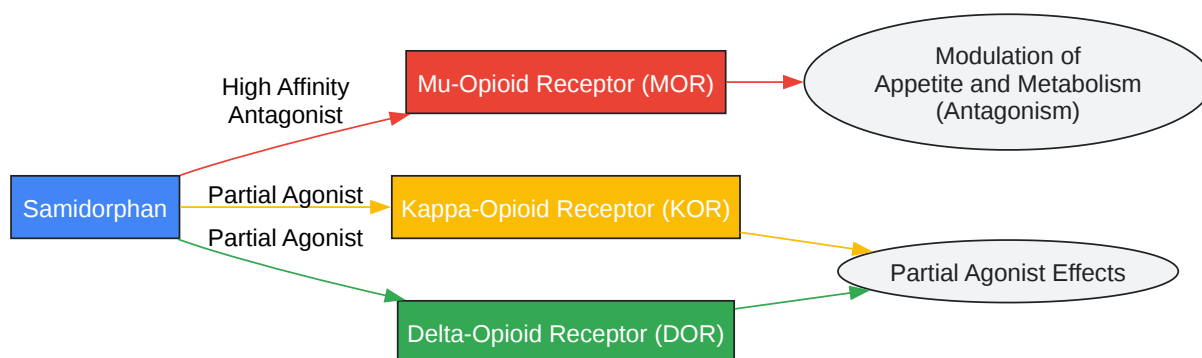 High Affinity
Antagonist
Mu-Opioid Receptor (MOR)
Modulation of
Appetite and Metabolism
(Antagonism)
Samidorphan
Partial Agonist
Kappa-Opioid Receptor (KOR)
Partial Agonist
Partial Agonist Effects
Delta-Opioid Receptor (DOR)